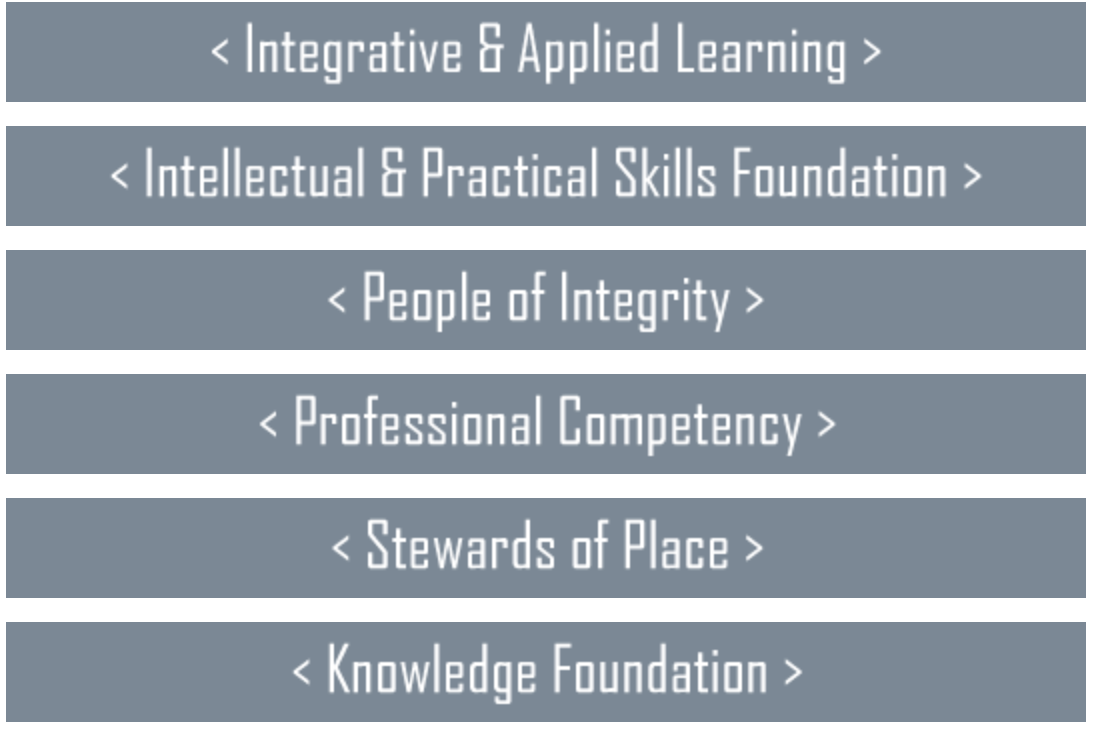 < Integrative & Applied Learning >
< Intellectual & Practical Skills Foundation >
< People of Integrity >
< Professional Competency >
< Stewards of Place >
< Knowledge Foundation >